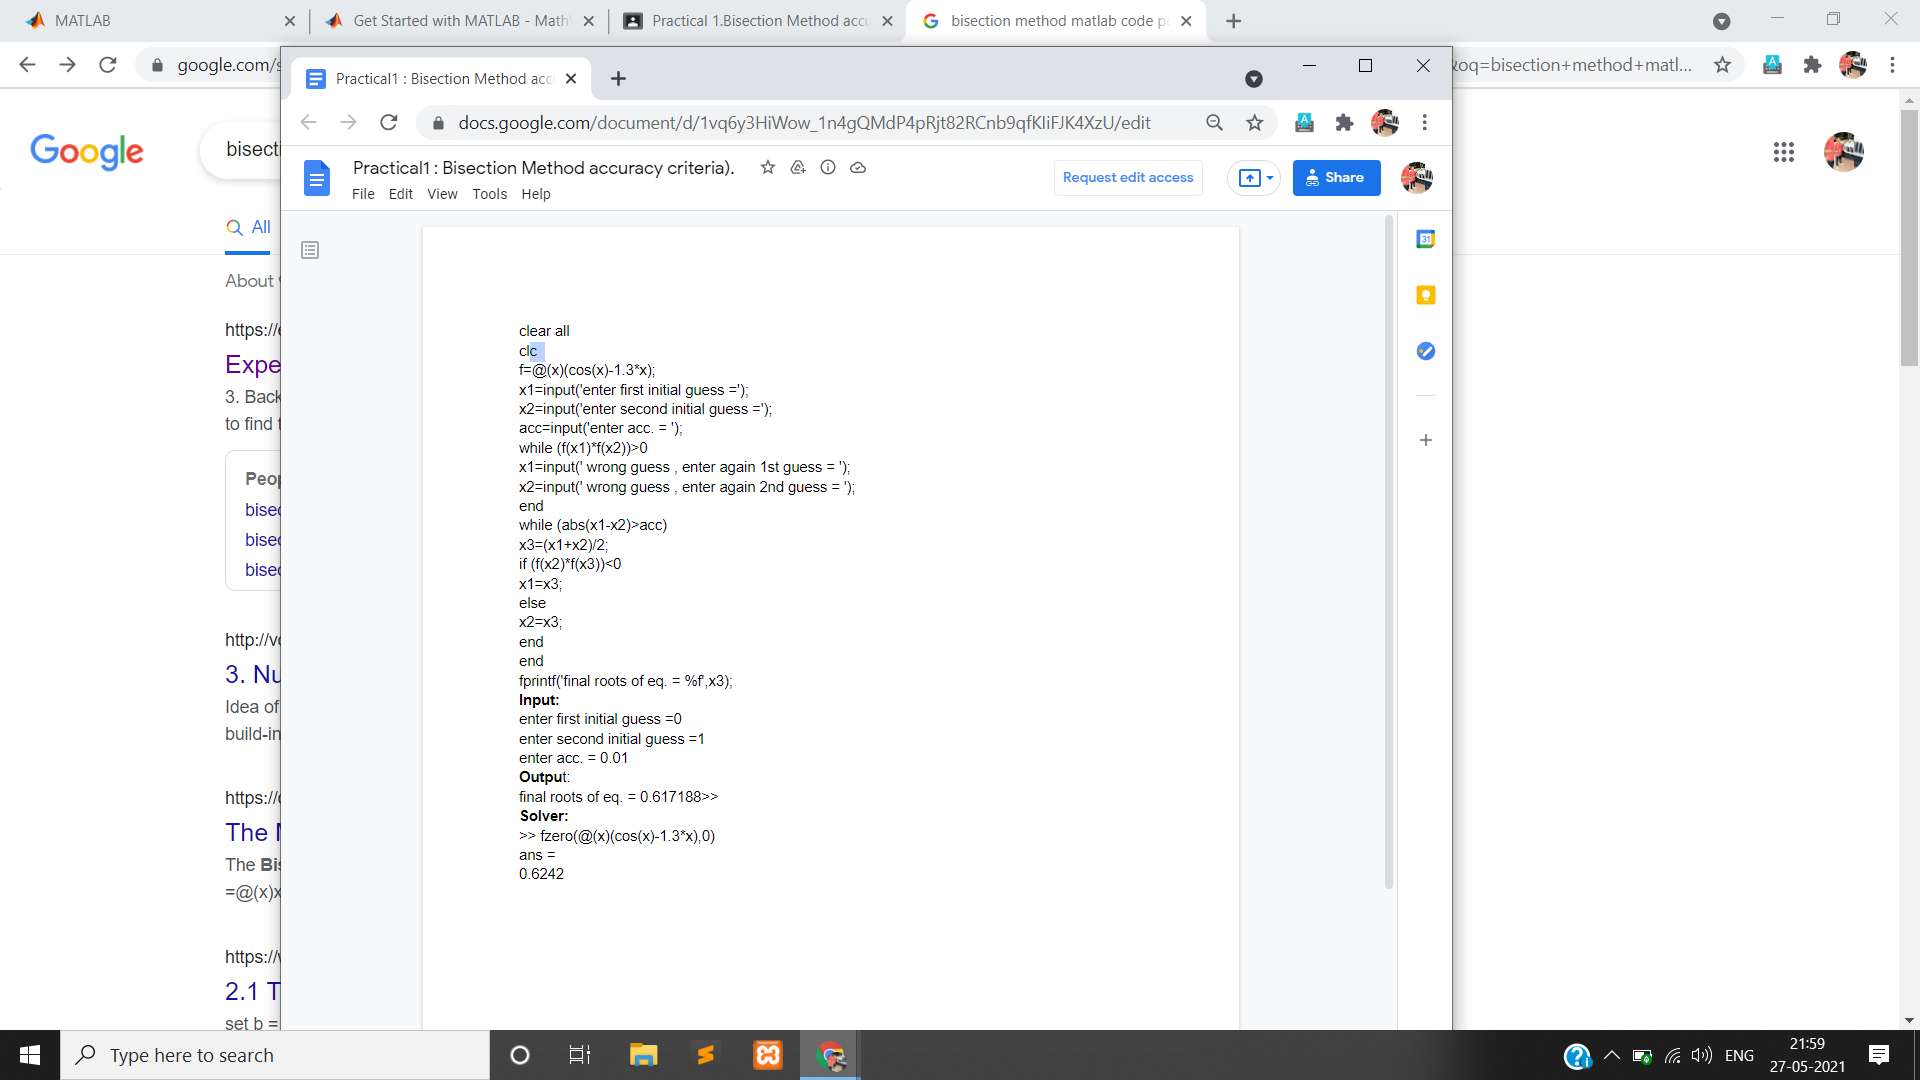 MATLAB
Get Started with MATLAB - Math
Practical 1.Bisection Method accu
bisection method matlab code p
google.com/s
Practical1 : Bisection Method acc
&oq=bisection+method+matl...
docs.google.com/document/d/1vq6y3HiWow_1n4gQMdP4pRjt82RCnb9qfKIiFJK4XzU/edit
Google
bisecti
Practical1 : Bisection Method accuracy criteria).
Request edit access
Share
File Edit View Tools Help
All
About
https://e
Expe
3. Back
to find t
Peop
bisec
bisec
bisec
http://vo
3. Nu
Idea of
build-in
https://
The M
The Bis
=@(x)x
https://
2.1 T
set b =
31
clear all
clc
f=@(x)(cos(x)-1.3*x);
x1=input('enter first initial guess =');
x2=input('enter second initial guess =');
acc=input('enter acc. = ');
while (f(x1)*f(x2))>0
x1=input(' wrong guess , enter again 1st guess = ');
x2=input(' wrong guess , enter again 2nd guess = ');
end
while (abs(x1-x2)>acc)
x3=(x1+x2)/2;
if (f(x2)*f(x3))<0
x1=x3;
else
x2=x3;
end
end
fprintf('final roots of eq. = %f',x3);
Input:
enter first initial guess =0
enter second initial guess =1
enter acc. = 0.01
Output:
final roots of eq. = 0.617188>>
Solver:
>> fzero(@(x)(cos(x)-1.3*x),0)
ans =
0.6242
Type here to search
ENG
21:59
27-05-2021